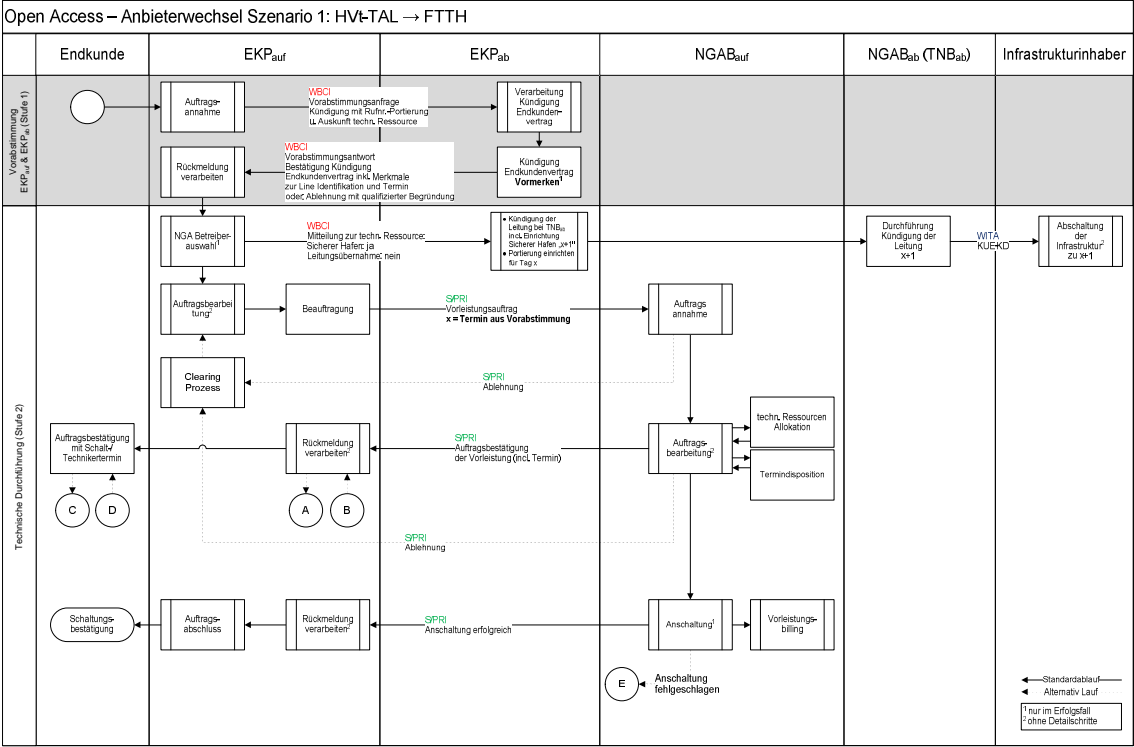 Open Access – Anbieterwechsel Szenario 1: HVt-TAL → FTTH
Endkunde
EKPauf
EKPab
NGABauf
NGABab (TNBab)
Infrastrukturinhaber
Vorabstimmung
EKPauf & EKPab (Stufe 1)
Auftrags-
annahme
WBCI
Vorabstimmungsanfrage
Kündigung mit Rufnr.-Portierung
u. Auskunft techn. Ressource
Verarbeitung
Kündigung
Endkunden-
vertrag
Rückmeldung
verarbeiten
WBCI
Vorabstimmungsantwort
Bestätigung Kündigung
Endkundenvertrag inkl. Merkmale
zur Line Identifikation und Termin
oder: Ablehnung mit qualifizierter Begründung
Kündigung
Endkundenvertrag
Vormerken1
Technische Durchführung (Stufe 2)
NGA Betreiber-
auswahl1
WBCI
Mitteilung zur techn. Ressource:
Sicherer Hafen: ja
Leitungsübernahme: nein
• Kündigung der
Leitung bei TNBab
incl. Einrichtung
Sicherer Hafen „x+1"
• Portierung einrichten
für Tag x
Durchführung
Kündigung der
Leitung
x+1
WITA
KUE-KD
Abschaltung
der
Infrastruktur2
zu x+1
Auftragsbearbei
tung2
Beauftragung
S/PRI
Vorleistungsauftrag
x = Termin aus Vorabstimmung
Auftrags
annahme
Clearing
Prozess
S/PRI
Ablehnung
techn. Ressourcen
Allokation
Auftragsbestätigung
mit Schalt-/
Technikertermin
Rückmeldung
verarbeiten2
S/PRI
Auftragsbestätigung
der Vorleistung (incl. Termin)
Auftrags-
bearbeitung2
Termindisposition
C
D
A
B
S/PRI
Ablehnung
Schaltungs-
bestätigung
Auftrags-
abschluss
Rückmeldung
verarbeiten2
S/PRI
Anschaltung erfolgreich
Anschaltung1
Vorleistungs-
billing
E
Anschaltung
fehlgeschlagen
Standardablauf
Alternativ Lauf
1 nur im Erfolgsfall
2 ohne Detailschritte